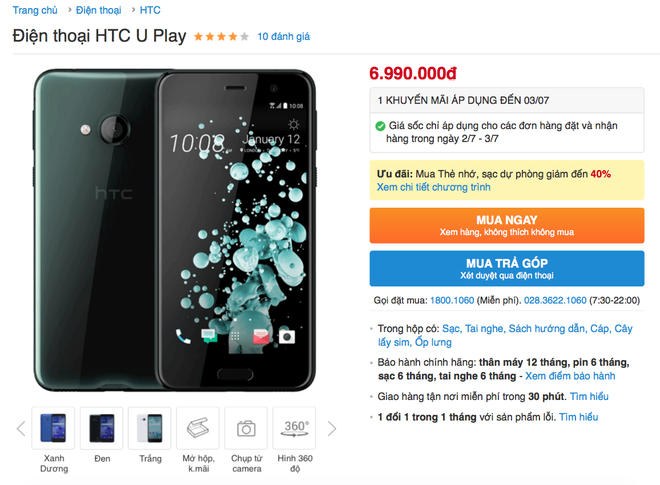 Trang chủ › Điện thoại › HTC
Điện thoại HTC U Play
10 đánh giá
htc
10:08
10:08
January 12
6.990.000đ
1 KHUYẾN MÃI ÁP DỤNG ĐẾN 03/07
Giá sốc chỉ áp dụng cho các đơn hàng đặt và nhận
hàng trong ngày 2/7 - 3/7
Ưu đãi: Mua Thẻ nhớ, sạc dự phòng giảm đến 40%
Xem chi tiết chương trình
MUA NGAY
Xem hàng, không thích không mua
MUA TRẢ GÓP
Xét duyệt qua điện thoại
Gọi đặt mua: 1800.1060 (Miễn phí). 028.3622.1060 (7:30-22:00)
• Trong hộp có: Sạc, Tai nghe, Sách hướng dẫn, Cáp, Cây
lấy sim, Ốp lưng
• Bảo hành chính hãng: thân máy 12 tháng, pin 6 tháng,
sạc 6 tháng, tai nghe 6 tháng - Xem điểm bảo hành
• Giao hàng tận nơi miễn phí trong 30 phút. Tìm hiểu
• 1 đổi 1 trong 1 tháng với sản phẩm lỗi. Tìm hiểu
360°
Xanh
Dương
Đen
Trắng
Mở hộp,
k.mãi
Chụp từ
camera
Hình 360
độ